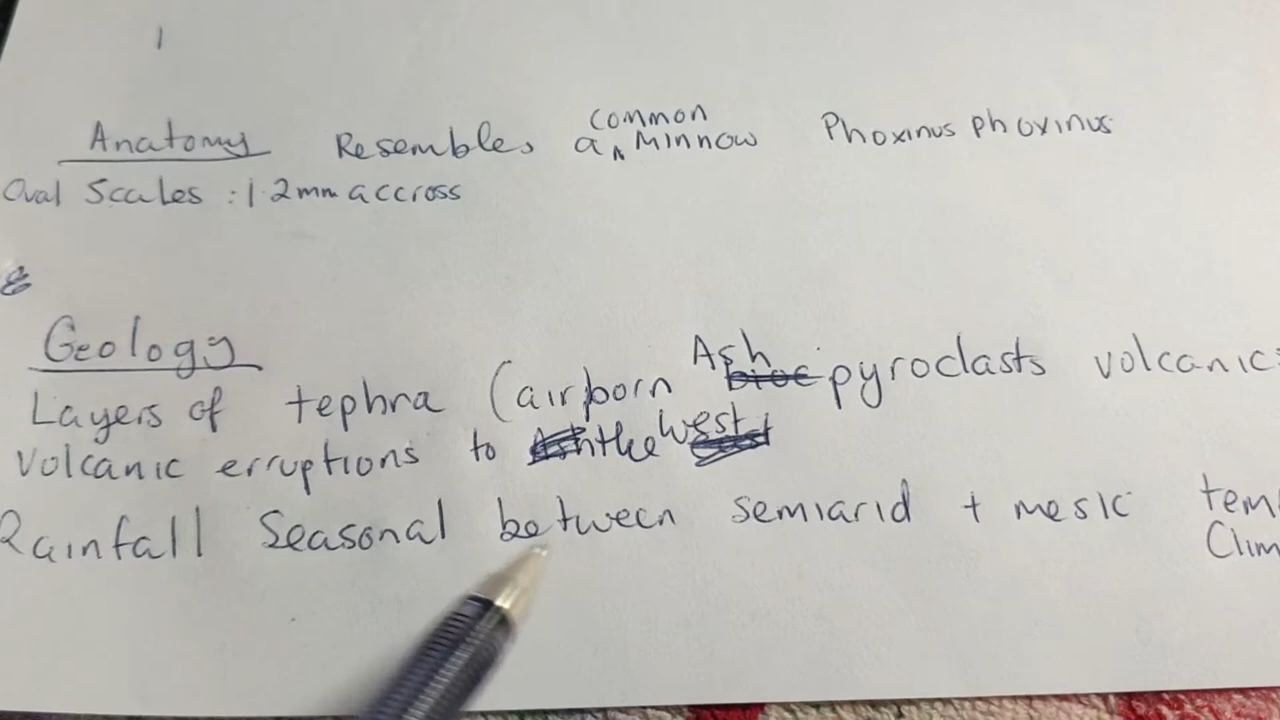 1
Anatomy Resembles a common Minnow Phoxinus phoxinus
Oval Scales : 1.2mm accross
Geology
Layers of tephra (airborn Ash pyroclasts volcanic
volcanic erruptions to the west
Rainfall Seasonal between semiarid + mesic tem
Clim